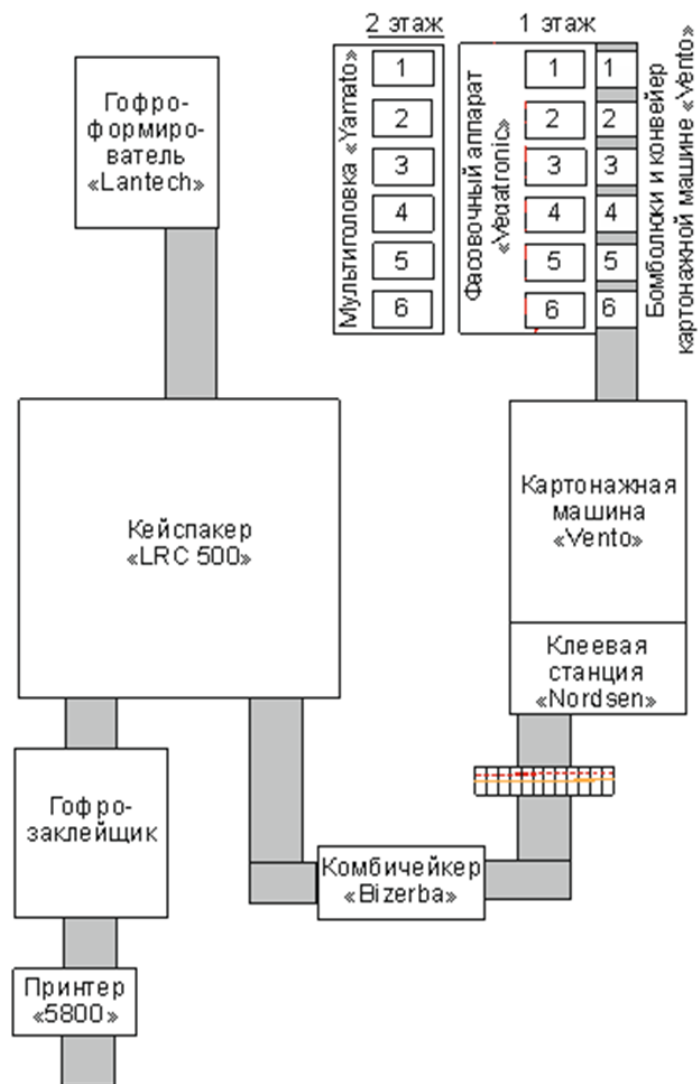 2 этаж
1 этаж
Гофро-
формиро-
ватель
«Lantech»
Мультиголовка «Yamato»
1
2
3
4
5
6
Фасовочный аппарат
«Vegatronic»
1
2
3
4
5
6
1
2
3
4
5
6
Бомболюки и конвейер
картонажной машине «Vento»
Кейспакер
«LRC 500»
Картонажная
машина
«Vento»
Клеевая
станция
«Nordsen»
Гофро-
заклейщик
Комбичейкер
«Bizerba»
Принтер
«5800»